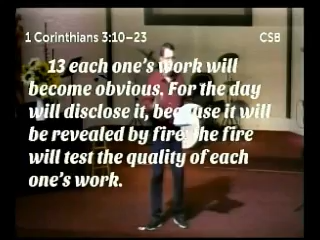 1 Corinthians 3:10–23 CSB
13 each one's work will
become obvious. For the day
will disclose it, because it will
be revealed by fire; the fire
will test the quality of each
one's work.